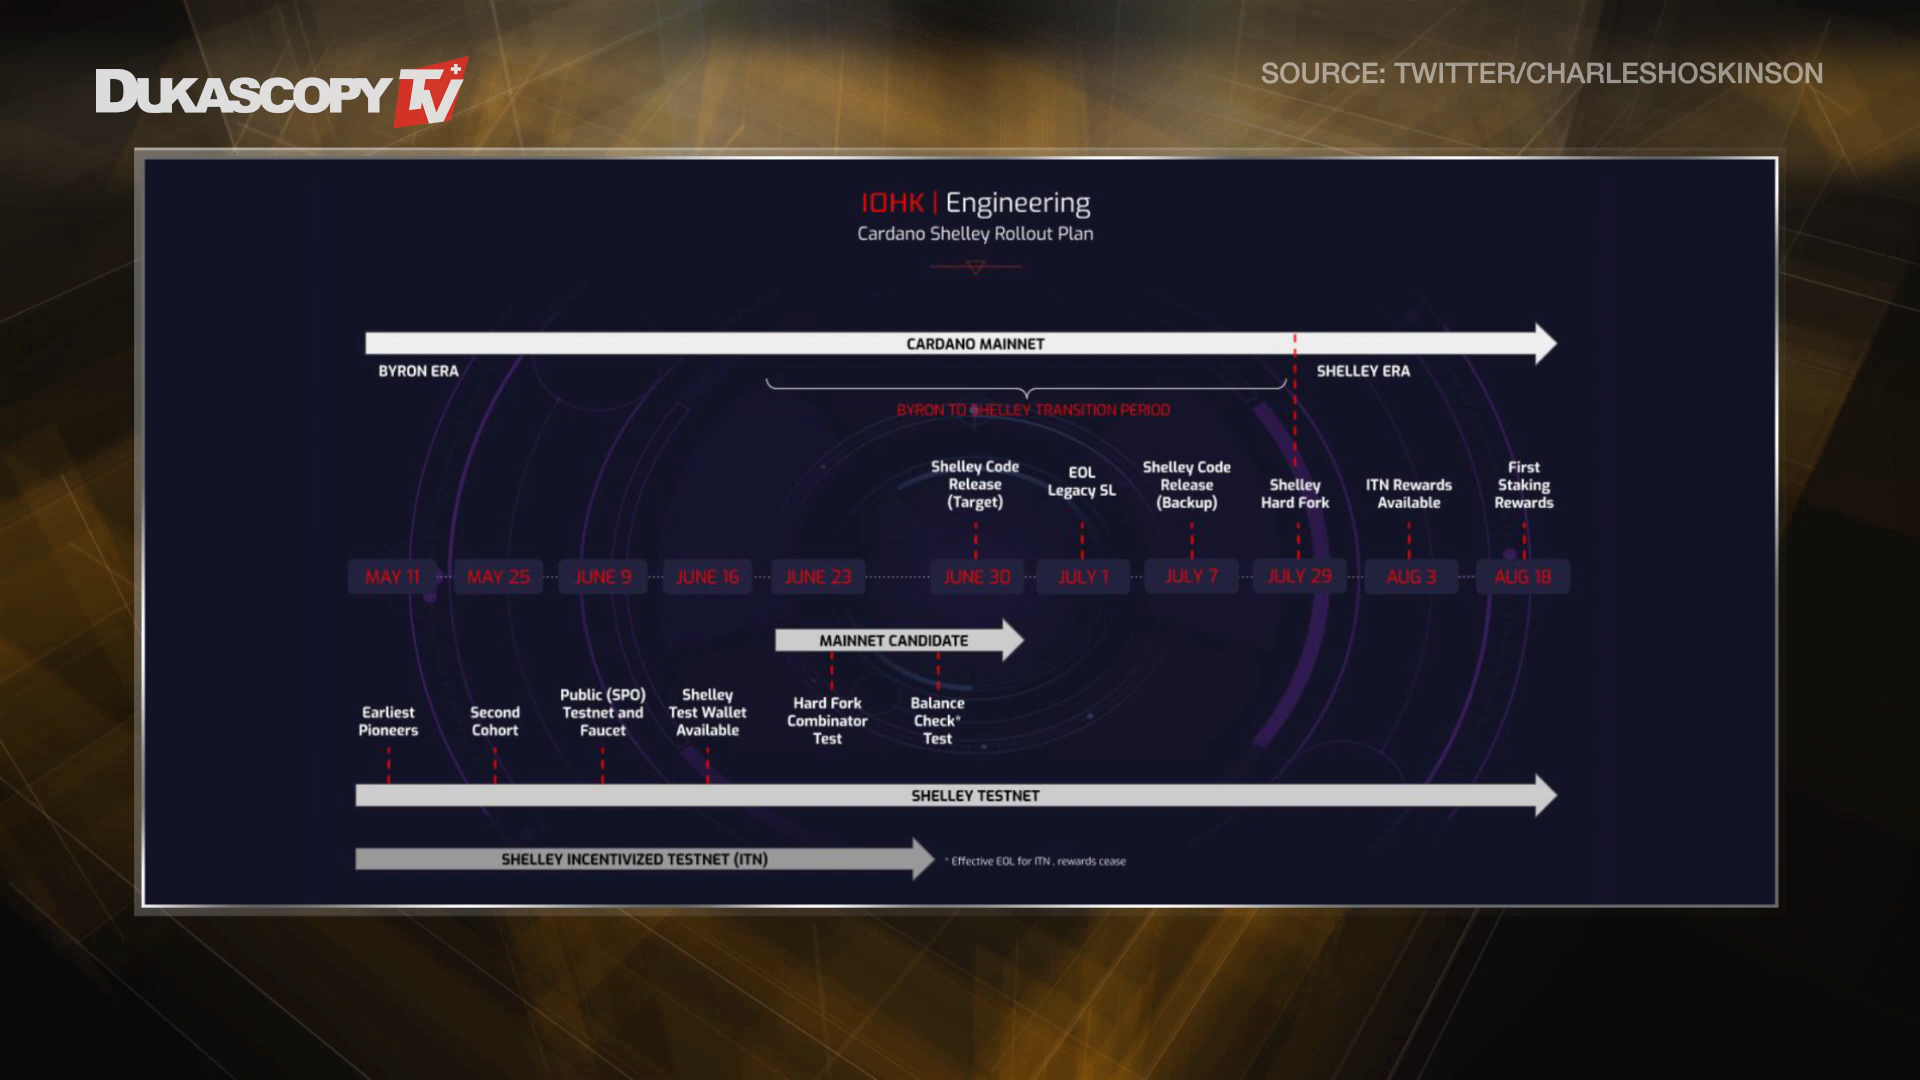 DUKASCOPY TV
SOURCE: TWITTER/CHARLESHOSKINSON
IOHK | Engineering
Cardano Shelley Rollout Plan
CARDANO MAINNET
BYRON ERA
SHELLEY ERA
BYRON TO SHELLEY TRANSITION PERIOD
Shelley Code
Release
(Target)
EOL
Legacy SL
Shelley Code
Release
(Backup)
Shelley
Hard Fork
ITN Rewards
Available
First
Staking
Rewards
MAY 11
MAY 25
JUNE 9
JUNE 16
JUNE 23
JUNE 30
JULY 1
JULY 7
JULY 29
AUG 3
AUG 18
MAINNET CANDIDATE
Earliest
Pioneers
Second
Cohort
Public (SPO)
Testnet and
Faucet
Shelley
Test Wallet
Available
Hard Fork
Combinator
Test
Balance
Check*
Test
SHELLEY TESTNET
SHELLEY INCENTIVIZED TESTNET (ITN)
* Effective EOL for ITN , rewards cease